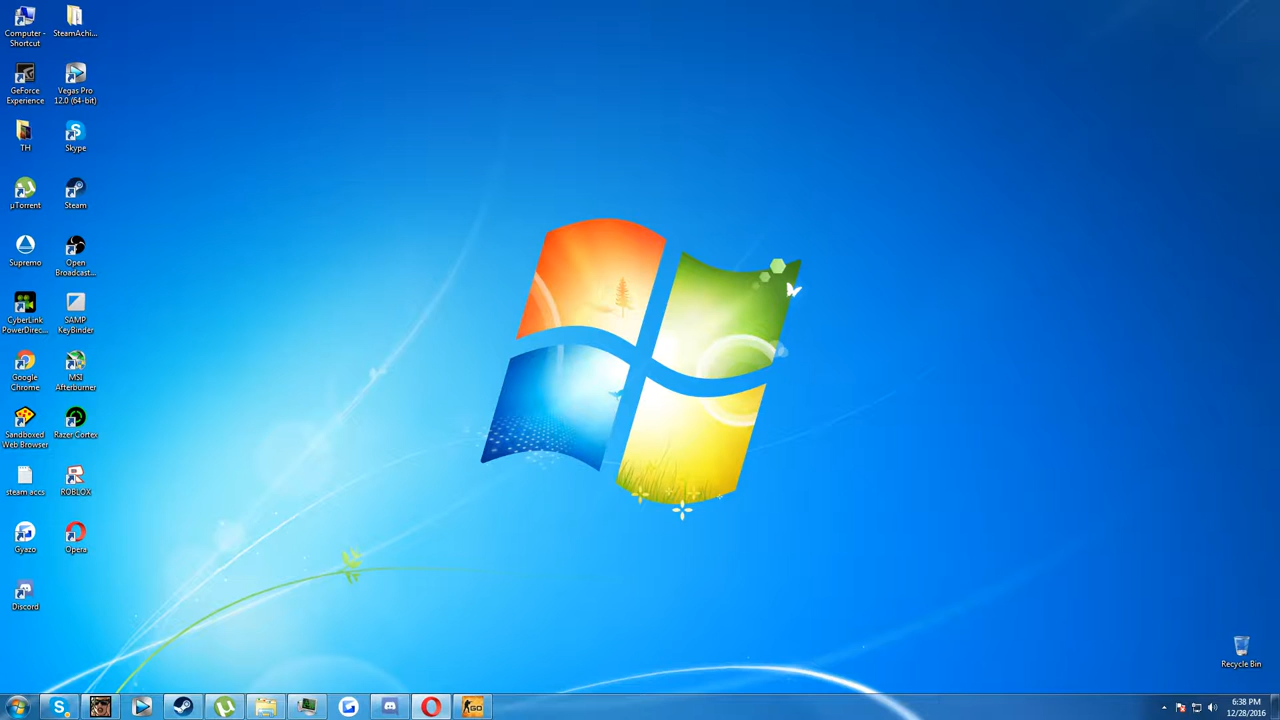 Computer -
Shortcut
SteamAchi...
GeForce
Experience
Vegas Pro
12.0 (64-bit)
TH
Skype
µTorrent
Steam
Supremo
Open
Broadcast...
CyberLink
PowerDirec...
SAMP
KeyBinder
Google
Chrome
MSI
Afterburner
Sandboxed
Web Browser
Razer Cortex
steam accs
ROBLOX
Gyazo
Opera
Discord
Recycle Bin
GO
6:38 PM
12/28/2016